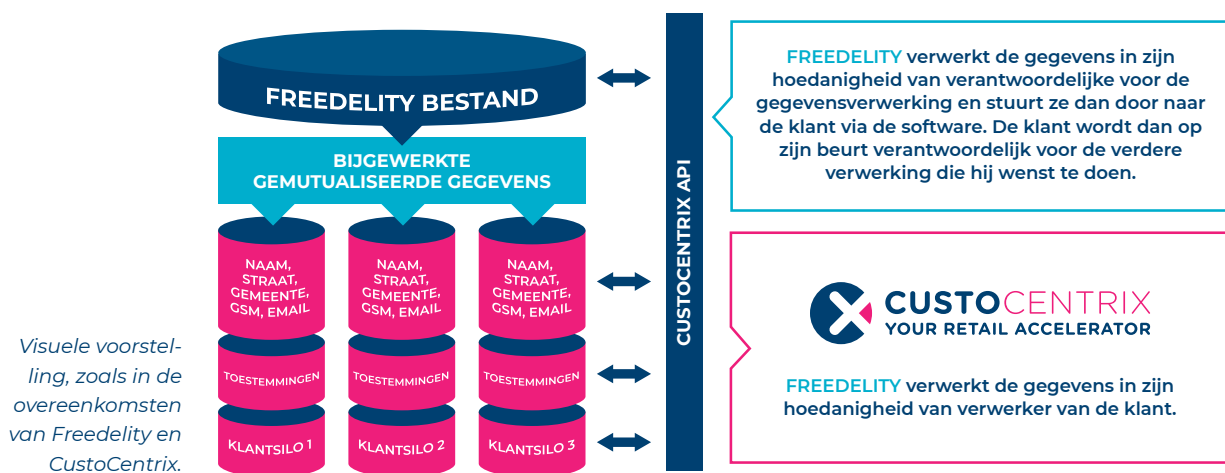 FREEDELITY BESTAND
BIJGEWERKTE
GEMUTUALISEERDE GEGEVENS
NAAM,
STRAAT,
GEMEENTE,
GSM, EMAIL
NAAM,
STRAAT,
GEMEENTE,
GSM, EMAIL
NAAM,
STRAAT,
GEMEENTE,
GSM, EMAIL
TOESTEMMINGEN
TOESTEMMINGEN
TOESTEMMINGEN
KLANTSILO 1
KLANTSILO 2
KLANTSILO 3
Visuele voorstel-
ling, zoals in de
overeenkomsten
van Freedelity en
CustoCentrix.
CUSTOCENTRIX API
FREEDELITY verwerkt de gegevens in zijn
hoedanigheid van verantwoordelijke voor de
gegevensverwerking en stuurt ze dan door naar
de klant via de software. De klant wordt dan op
zijn beurt verantwoordelijk voor de verdere
verwerking die hij wenst te doen.
CUSTOCENTRIX
YOUR RETAIL ACCELERATOR
FREEDELITY verwerkt de gegevens in zijn
hoedanigheid van verwerker van de klant.